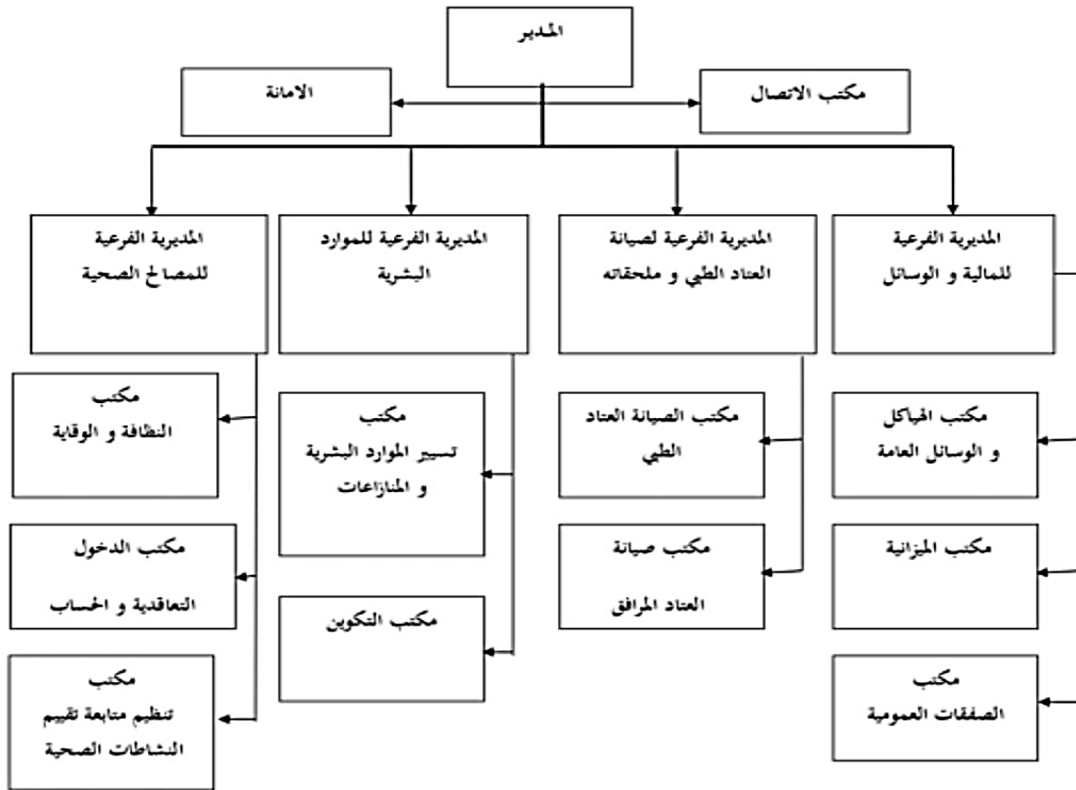 المدير
مكتب الاتصال
الامانة
المديرية الفرعية
للمالية و الوسائل
المديرية الفرعية لصيانة
العتاد الطبي و ملحقاته
المديرية الفرعية للموارد
البشرية
المديرية الفرعية
للمصالح الصحية
مكتب الهياكل
و الوسائل العامة
مكتب الميزانية
مكتب
الصفقات العمومية
مكتب الصيانة العتاد
الطبي
مكتب صيانة
العتاد المرافق
مكتب
تسيير الموارد البشرية
و المنازاعات
مكتب التكوين
مكتب
النظافة و الوقاية
مكتب الدخول
التعاقدية و الحساب
مكتب
تنظيم متابعة تقييم
النشاطات الصحية